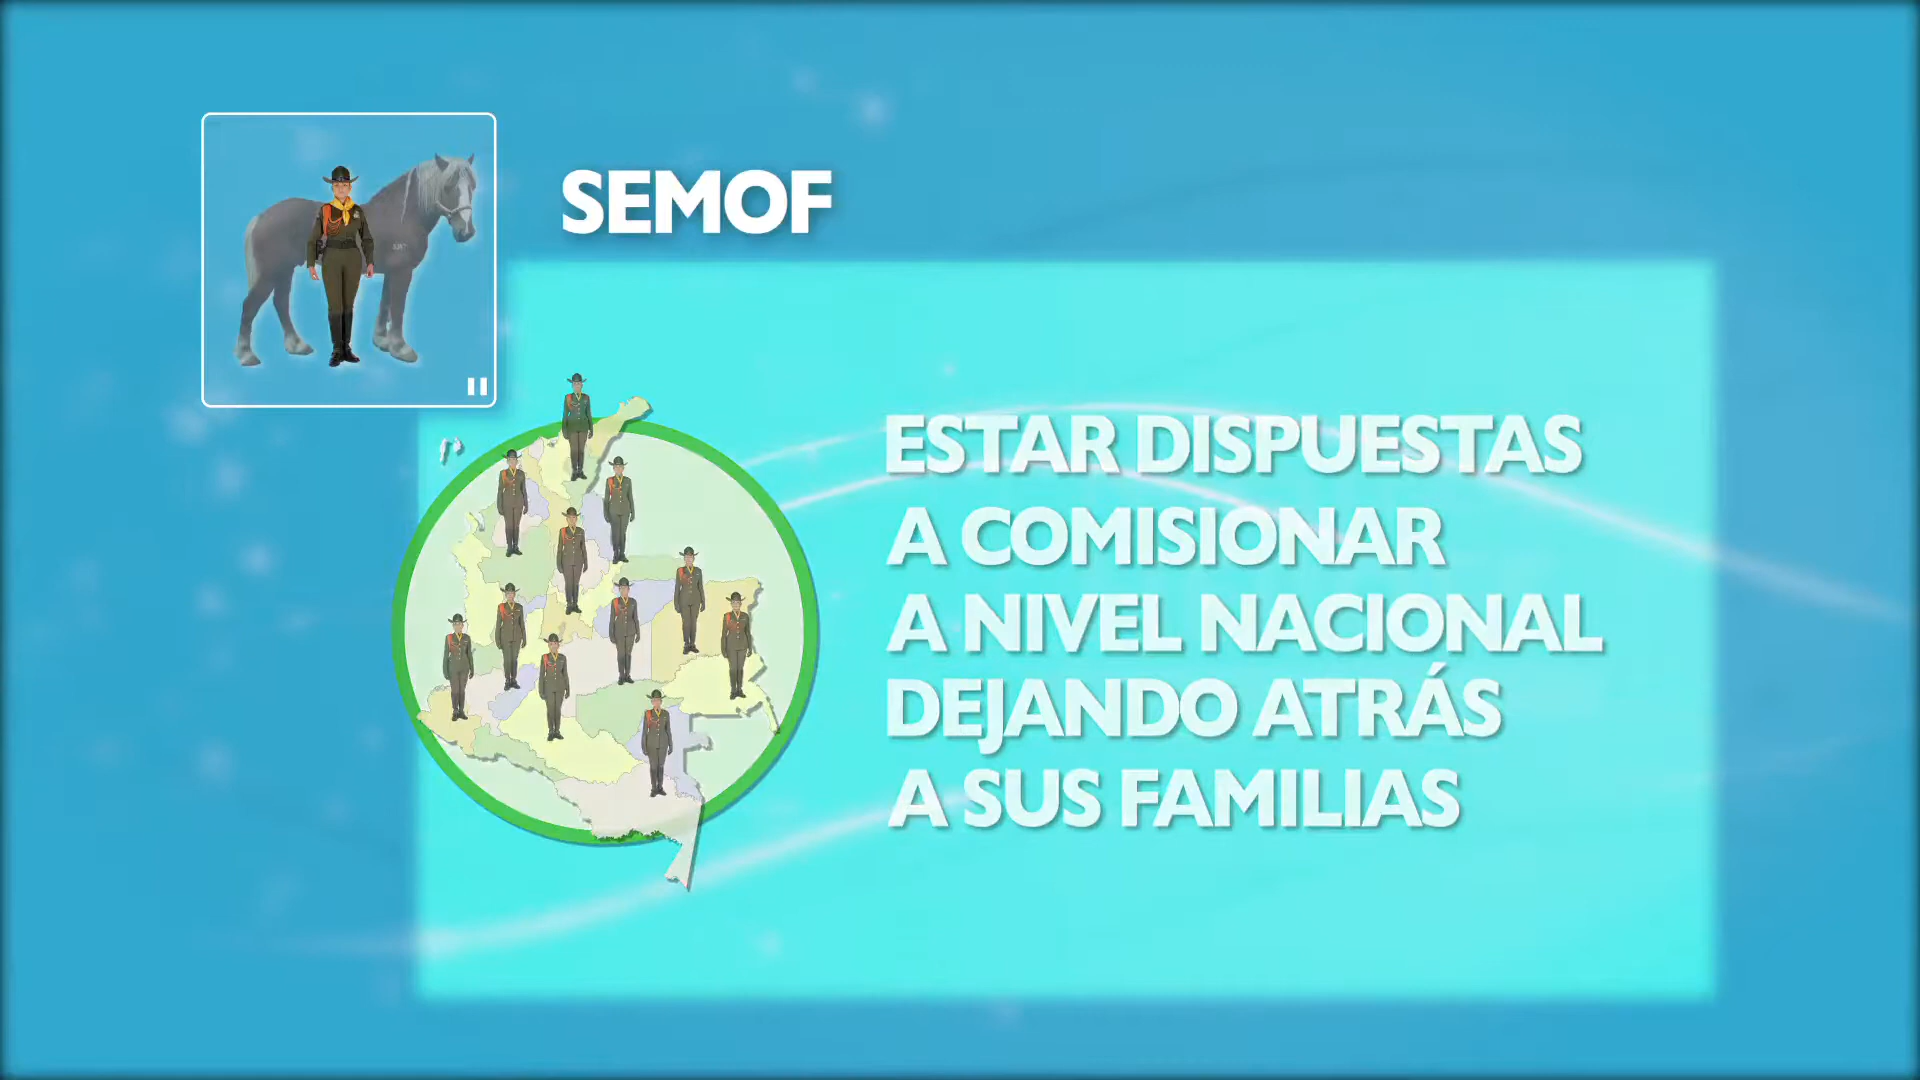 SEMOF
ESTAR DISPUESTAS
A COMISIONAR
A NIVEL NACIONAL
DEJANDO ATRÁS
A SUS FAMILIAS